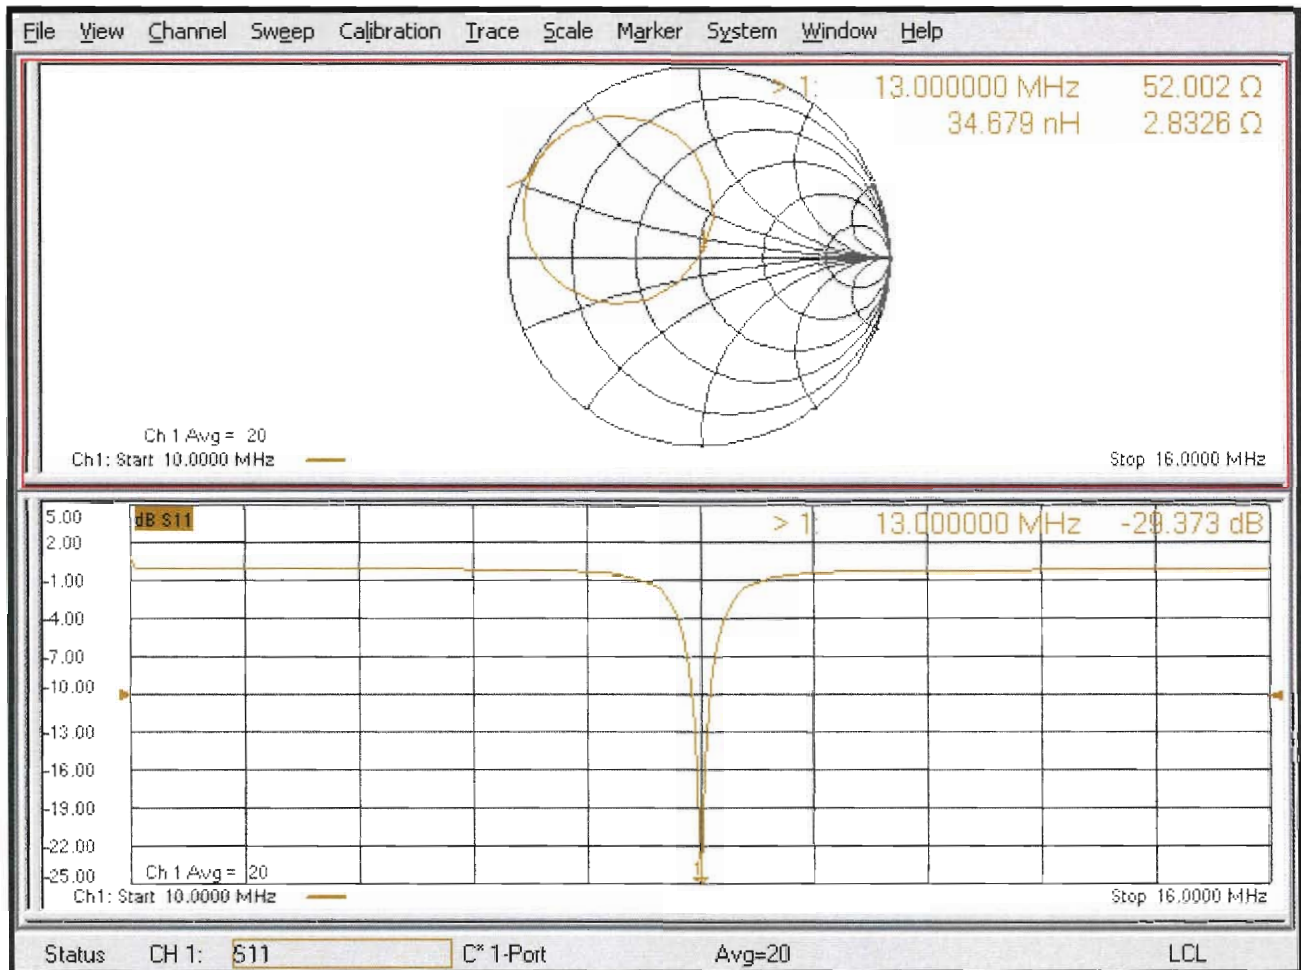 File View Channel Sweep Calibration Trace Scale Marker System Window Help
> 1: 13.000000 MHz 52.002 Ω
34.679 nH 2.8326 Ω
Ch 1 Avg = 20
Ch1: Start 10.0000 MHz Stop 16.0000 MHz
5.00 dB S11 > 1: 13.000000 MHz -29.373 dB
2.00
-1.00
-4.00
-7.00
-10.00
-13.00
-16.00
-19.00
-22.00
1
-25.00 Ch 1 Avg = 20
Ch1: Start 10.0000 MHz Stop 16.0000 MHz
Status CH 1: S11 C* 1-Port Avg=20 LCL